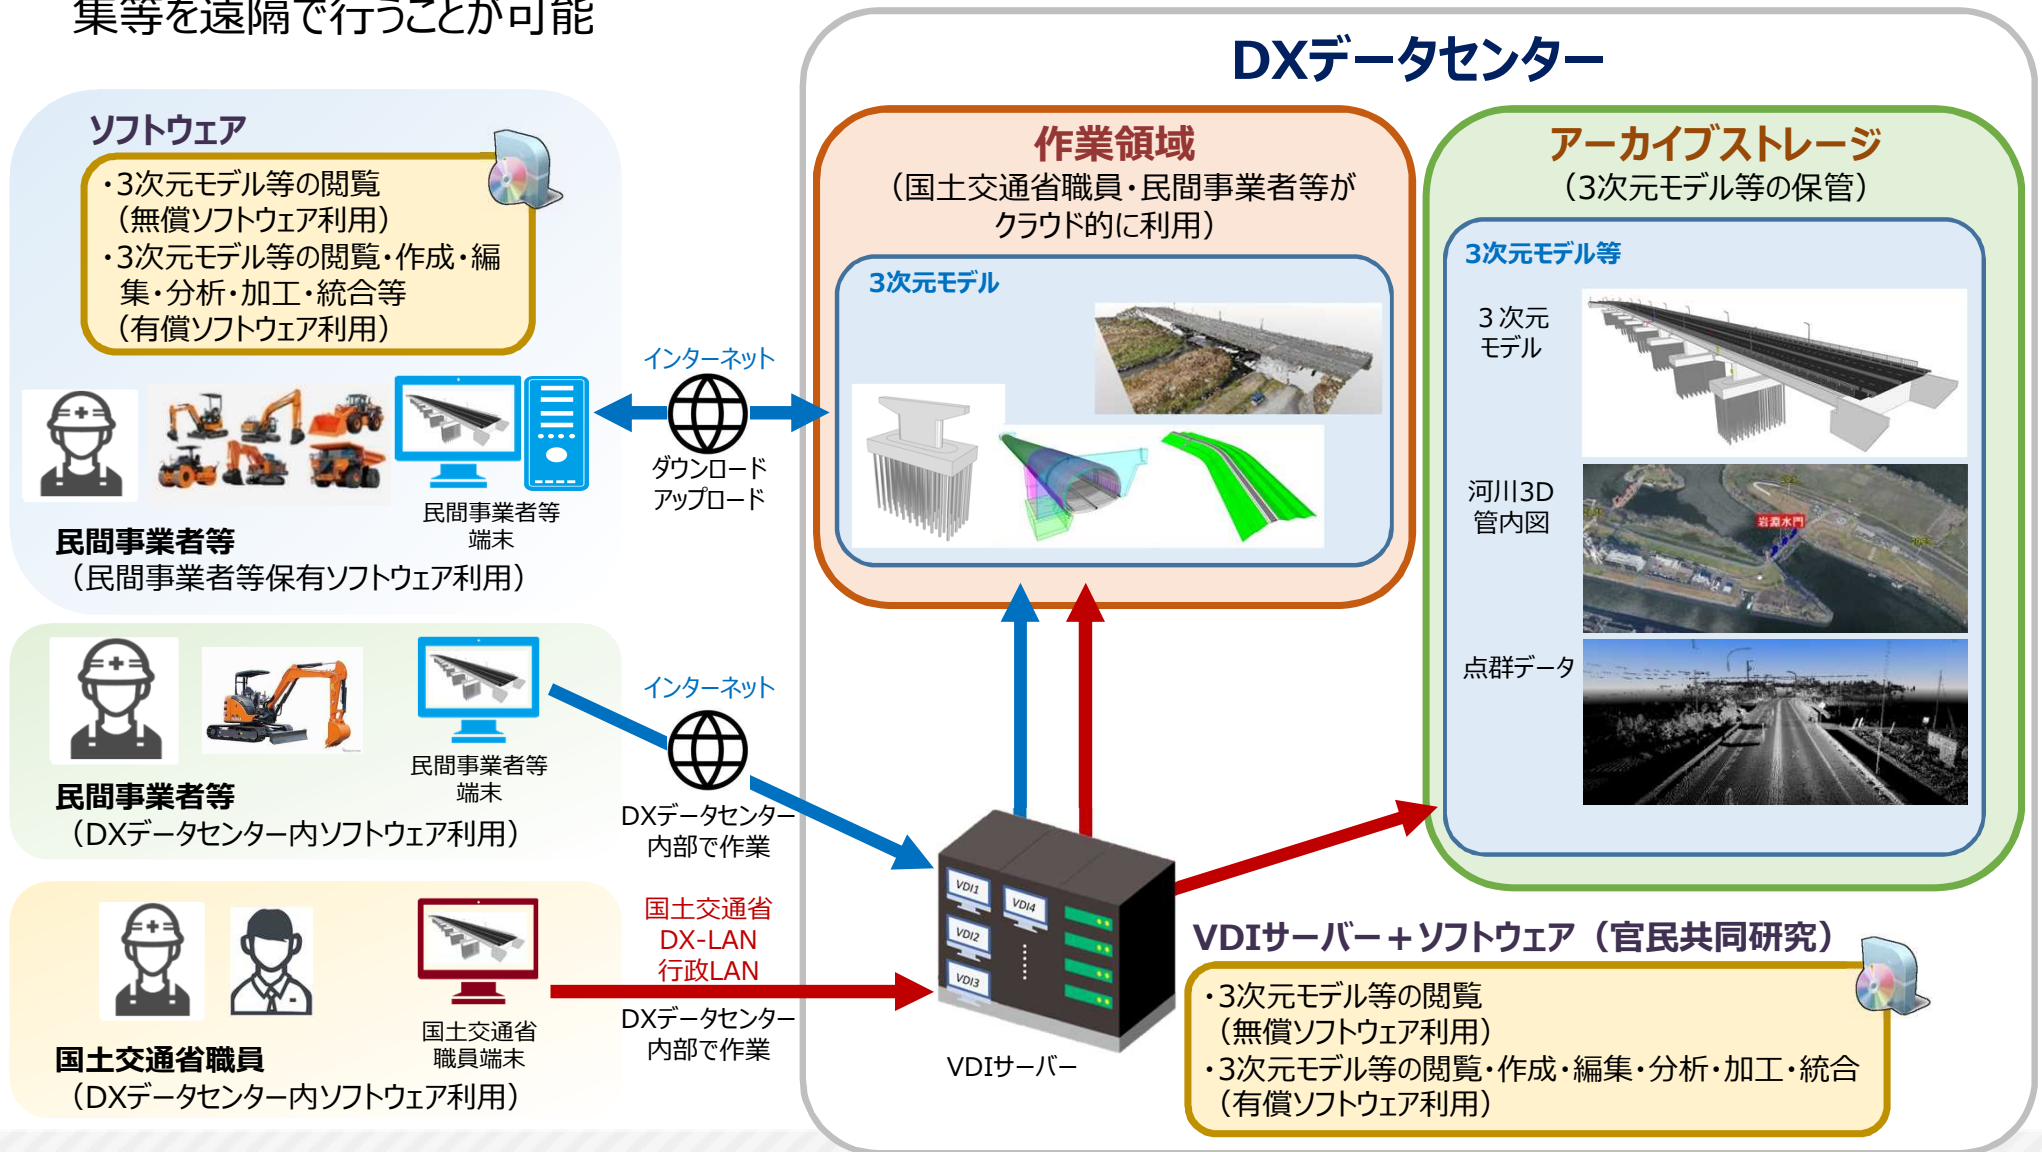 集等を遠隔で行うことが可能
DXデータセンター
ソフトウェア
・3次元モデル等の閲覧
（無償ソフトウェア利用）
・3次元モデル等の閲覧・作成・編
集・分析・加工・統合等
（有償ソフトウェア利用）
民間事業者等
端末
民間事業者等
（民間事業者等保有ソフトウェア利用）
インターネット
ダウンロード
アップロード
作業領域
（国土交通省職員・民間事業者等が
クラウド的に利用）
3次元モデル
アーカイブストレージ
（3次元モデル等の保管）
3次元モデル等
３次元
モデル
河川3D
管内図
岩淵水門
点群データ
民間事業者等
端末
民間事業者等
（DXデータセンター内ソフトウェア利用）
インターネット
DXデータセンター
内部で作業
国土交通省
職員端末
国土交通省職員
（DXデータセンター内ソフトウェア利用）
国土交通省
DX-LAN
行政LAN
DXデータセンター
内部で作業
VDI1
VDI4
VDI2
VDI3
VDIサーバー
VDIサーバー＋ソフトウェア（官民共同研究）
・3次元モデル等の閲覧
（無償ソフトウェア利用）
・3次元モデル等の閲覧・作成・編集・分析・加工・統合
（有償ソフトウェア利用）